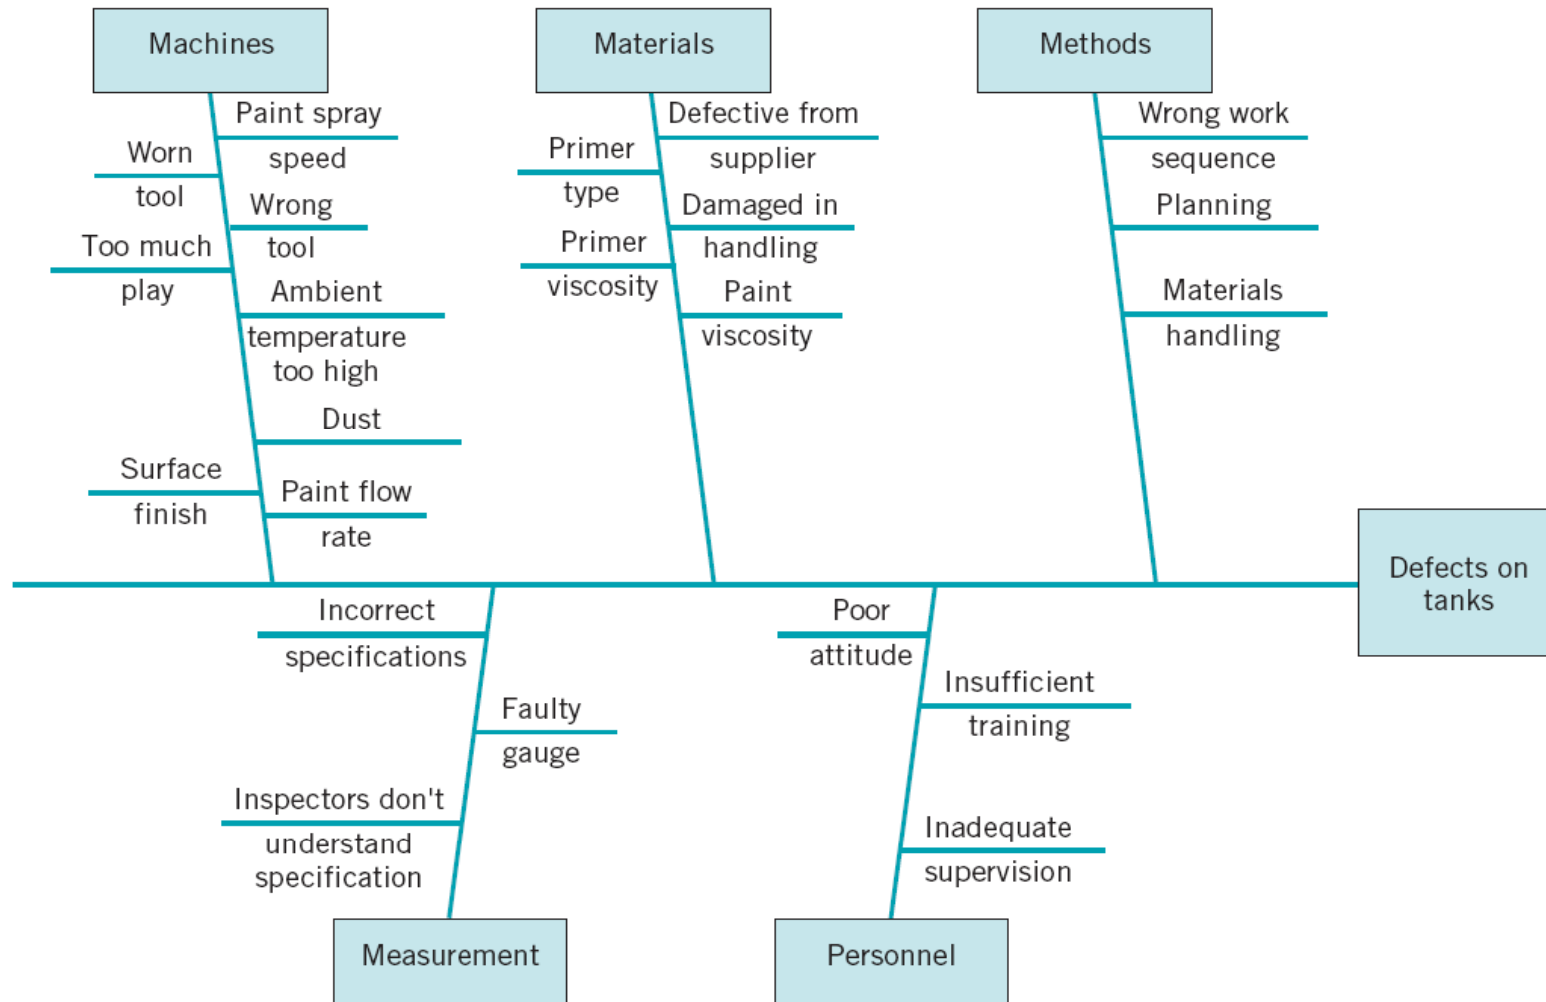 Machines
Materials
Methods
Paint spray
speed
Worn
tool
Wrong
tool
Too much
play
Ambient
temperature
too high
Dust
Surface
finish
Paint flow
rate
Defective from
supplier
Primer
type
Damaged in
handling
Primer
viscosity
Paint
viscosity
Wrong work
sequence
Planning
Materials
handling
Defects on
tanks
Incorrect
specifications
Faulty
gauge
Inspectors don't
understand
specification
Poor
attitude
Insufficient
training
Inadequate
supervision
Measurement
Personnel